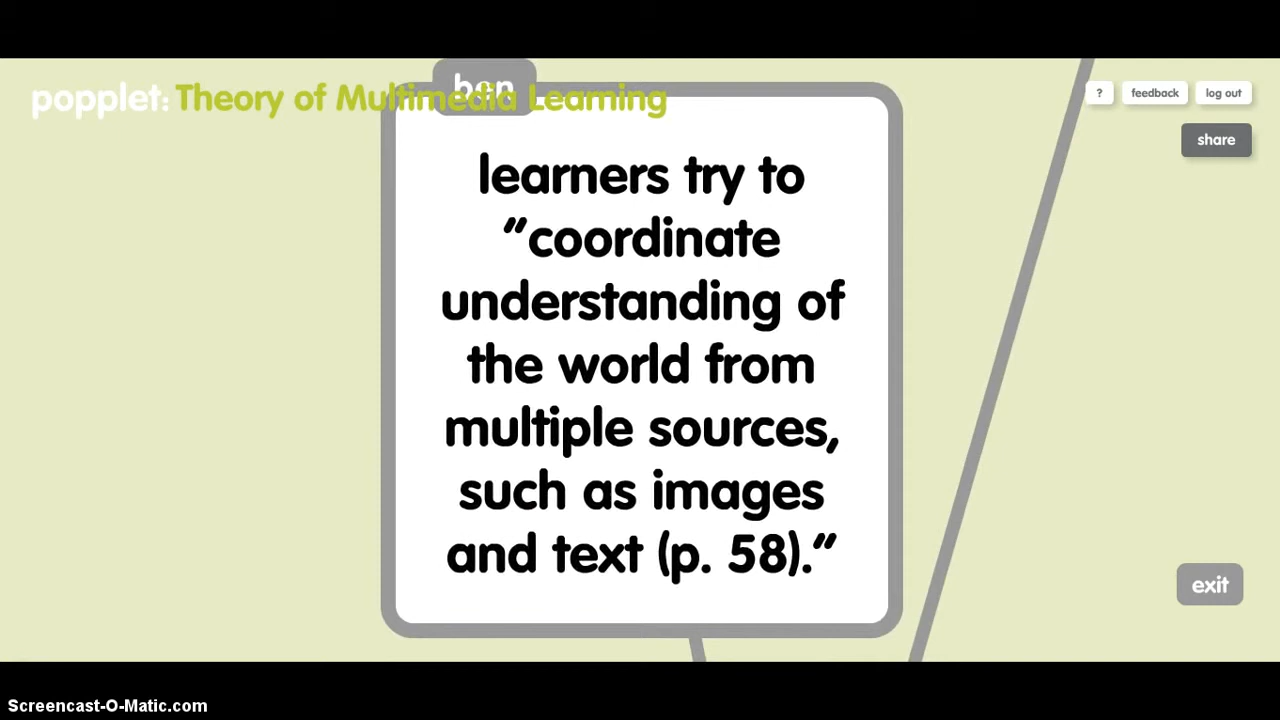 popplet: Theory of Multimedia Learning
ben
? feedback log out
share
learners try to
"coordinate
understanding of
the world from
multiple sources,
such as images
and text (p. 58)."
exit
Screencast-O-Matic.com